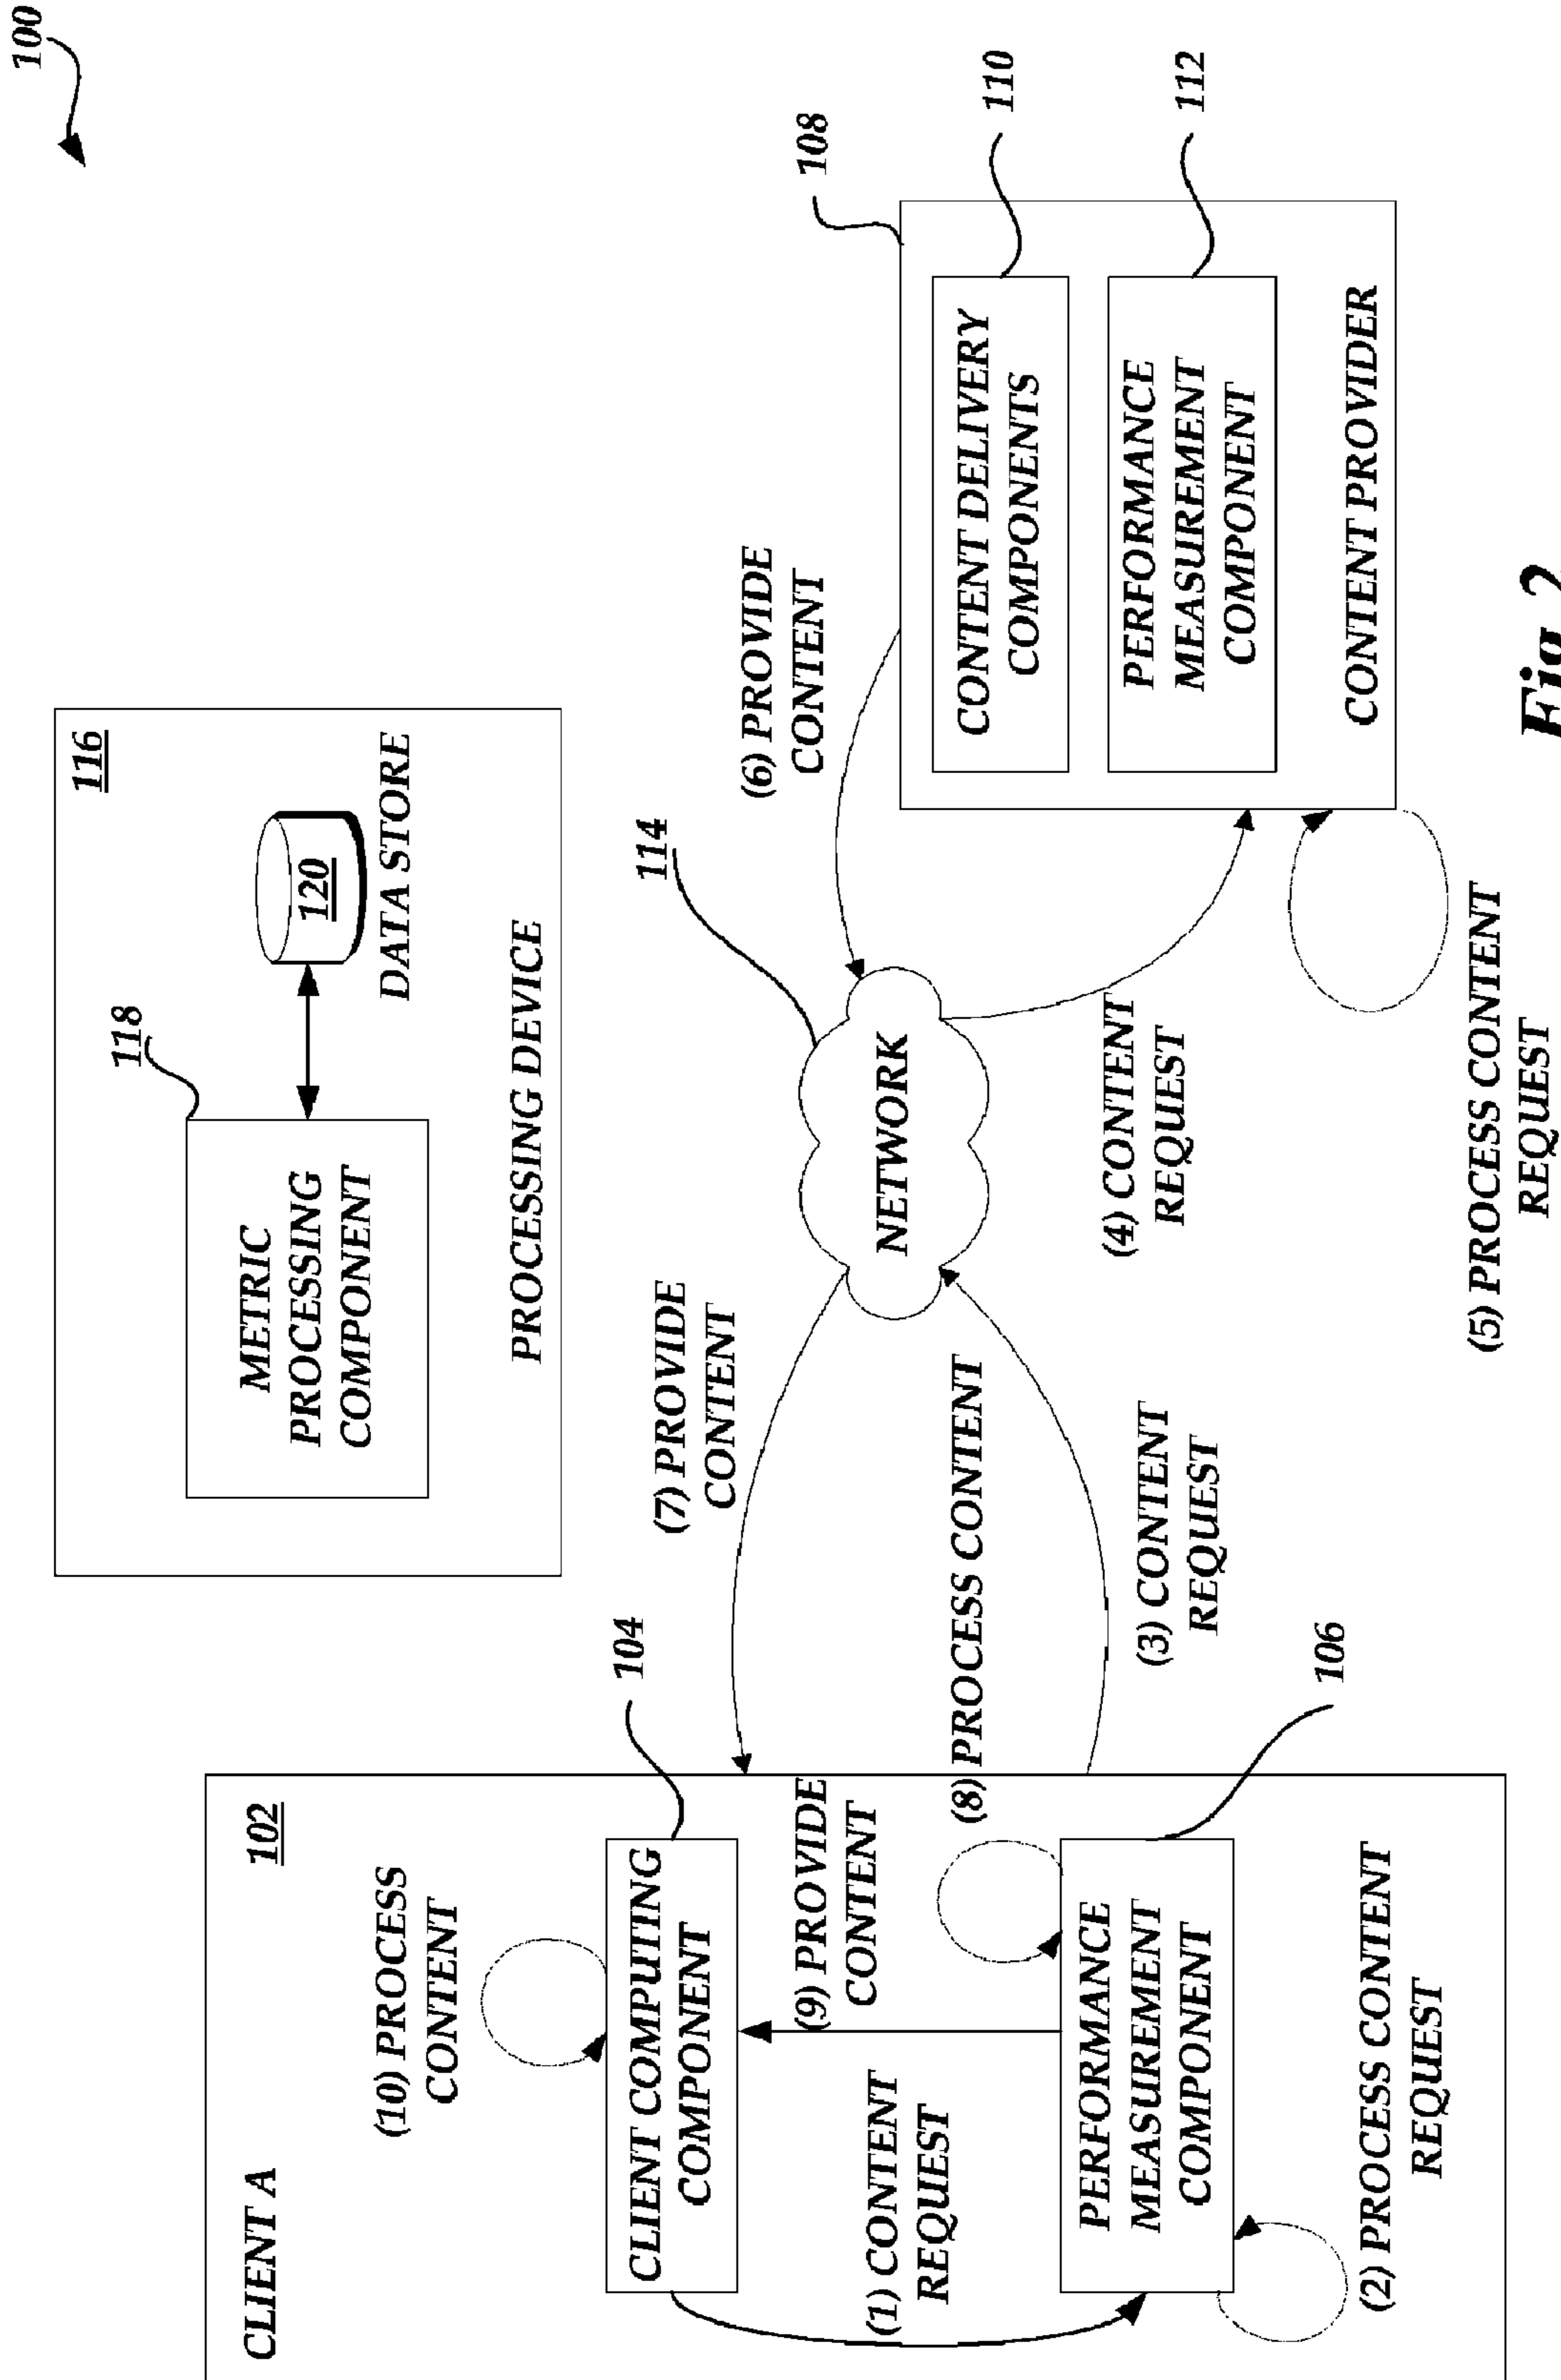 100
116
118
METRIC
PROCESSING
COMPONENT
120
DATA STORE
PROCESSING DEVICE
CLIENT A
102
(10) PROCESS
CONTENT
104
CLIENT COMPUTING
COMPONENT
(9) PROVIDE
CONTENT
(1) CONTENT
REQUEST
(8) PROCESS CONTENT
106
PERFORMANCE
MEASUREMENT
COMPONENT
(2) PROCESS CONTENT
REQUEST
(7) PROVIDE
CONTENT
(3) CONTENT
REQUEST
114
NETWORK
(6) PROVIDE
CONTENT
(4) CONTENT
REQUEST
108
110
CONTENT DELIVERY
COMPONENTS
112
PERFORMANCE
MEASUREMENT
COMPONENT
CONTENT PROVIDER
(5) PROCESS CONTENT
REQUEST
Fig.2